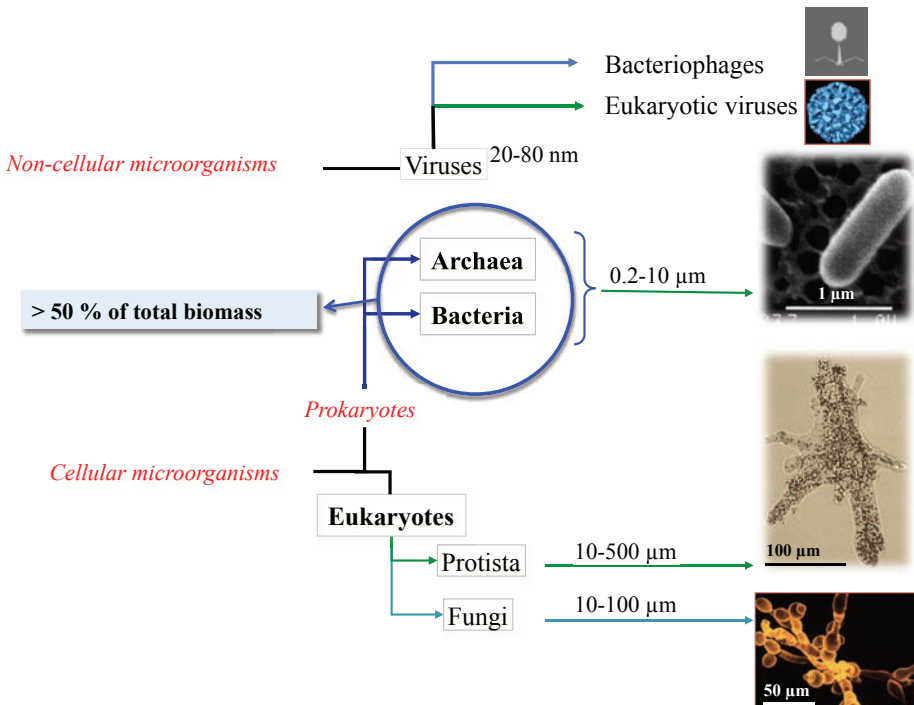 Bacteriophages
Eukaryotic viruses
Non-cellular microorganisms
Viruses
20-80 nm
Archaea
0.2-10 µm
> 50 % of total biomass
Bacteria
1 µm
Prokaryotes
Cellular microorganisms
Eukaryotes
Protista
10-500 µm
100 µm
Fungi
10-100 µm
50 µm